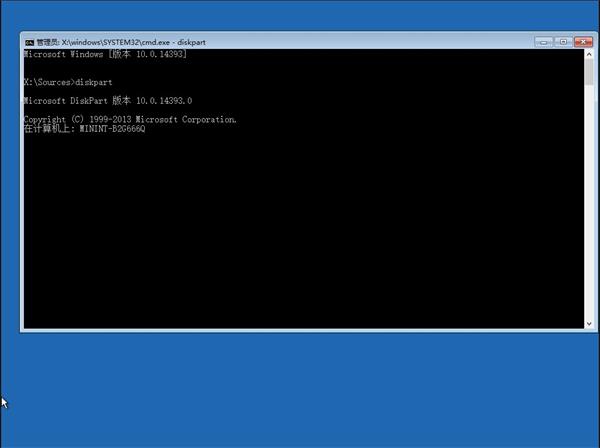 管理员: X:\windows\SYSTEM32\cmd.exe - diskpart
Microsoft Windows [版本 10.0.14393]
X:\Sources>diskpart
Microsoft DiskPart 版本 10.0.14393.0
Copyright (C) 1999-2013 Microsoft Corporation.
在计算机上: MININT-B2G666Q